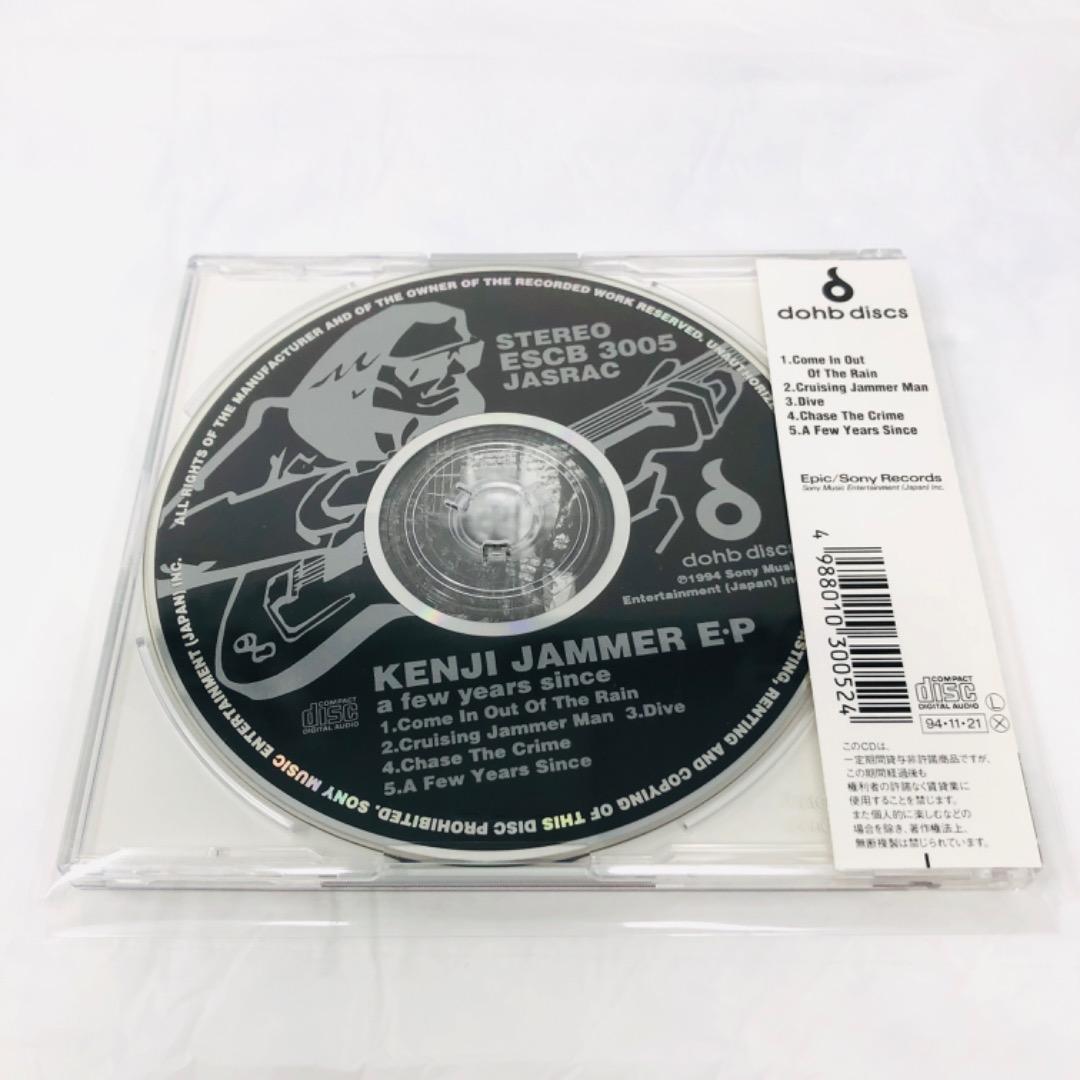 ALL RIGHTS OF THE MANUFACTURER AND OF THE OWNER OF THE RECORDED WORK RESERVED.
STING, RENTING AND COPYING OF THIS DISC PROHIBITED. SONY MUSIC ENTERTAINMENT (JAPAN) INC.
STEREO
ESCB 3005
JASRAC
dohb discs
℗1994 Sony Music
Entertainment (Japan) Inc
KENJI JAMMER E·P
a few years since
1.Come In Out Of The Rain
2.Cruising Jammer Man 3.Dive
4.Chase The Crime
5.A Few Years Since
COMPACT
disc
DIGITAL AUDIO
dohb discs
1.Come In Out
Of The Rain
2.Cruising Jammer Man
3.Dive
4.Chase The Crime
5.A Few Years Since
Epic/Sony Records
Sony Music Entertainment (Japan) Inc.
4 988010 300524
COMPACT
disc
DIGITAL AUDIO
L
94·11·21
X
このCDは、
一定期間貸与非許諾商品ですが、
この期間経過後も
権利者の許諾なく賃貸業に
使用することを禁じます。
また個人的に楽しむなどの
場合を除き、著作権法上、
無断複製は禁じられています。